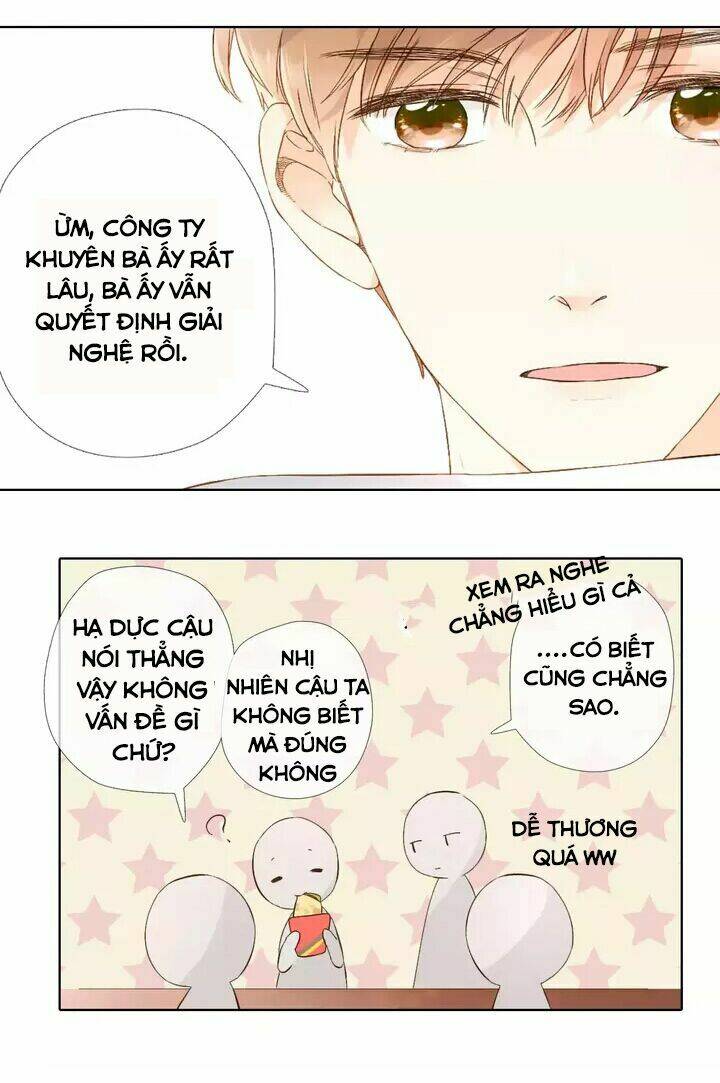 ỪM, CÔNG TY
KHUYÊN BÀ ẤY RẤT
LÂU, BÀ ẤY VẪN
QUYẾT ĐỊNH GIẢI
NGHỆ RỒI.
HẠ DỰC CẬU
NÓI THẲNG
VẬY KHÔNG
VẤN ĐỀ GÌ
CHỨ?
NHỊ
NHIÊN CẬU TA
KHÔNG BIẾT
MÀ ĐÚNG
KHÔNG
XEM RA NGHE
CHẲNG HIỂU GÌ CẢ
....CÓ BIẾT
CŨNG CHẲNG
SAO.
?
DỄ THƯƠNG
QUÁ WW